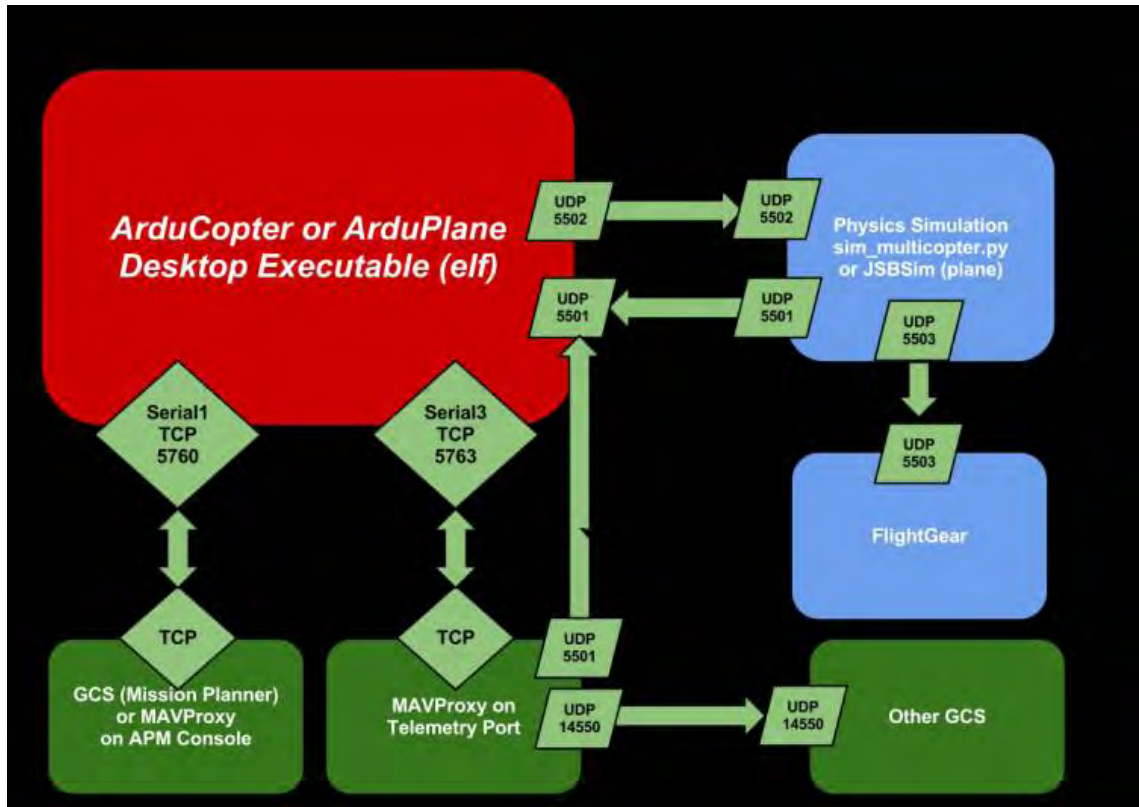 ArduCopter or ArduPlane
Desktop Executable (elf)
UDP
5502
UDP
5502
Physics Simulation
sim_multicopter.py
or JSBSim (plane)
UDP
5501
UDP
5501
UDP
5503
Serial1
TCP
5760
Serial3
TCP
5763
UDP
5503
FlightGear
TCP
TCP
UDP
5501
GCS (Mission Planner)
or MAVProxy
on APM Console
MAVProxy on
Telemetry Port
UDP
14550
UDP
14550
Other GCS